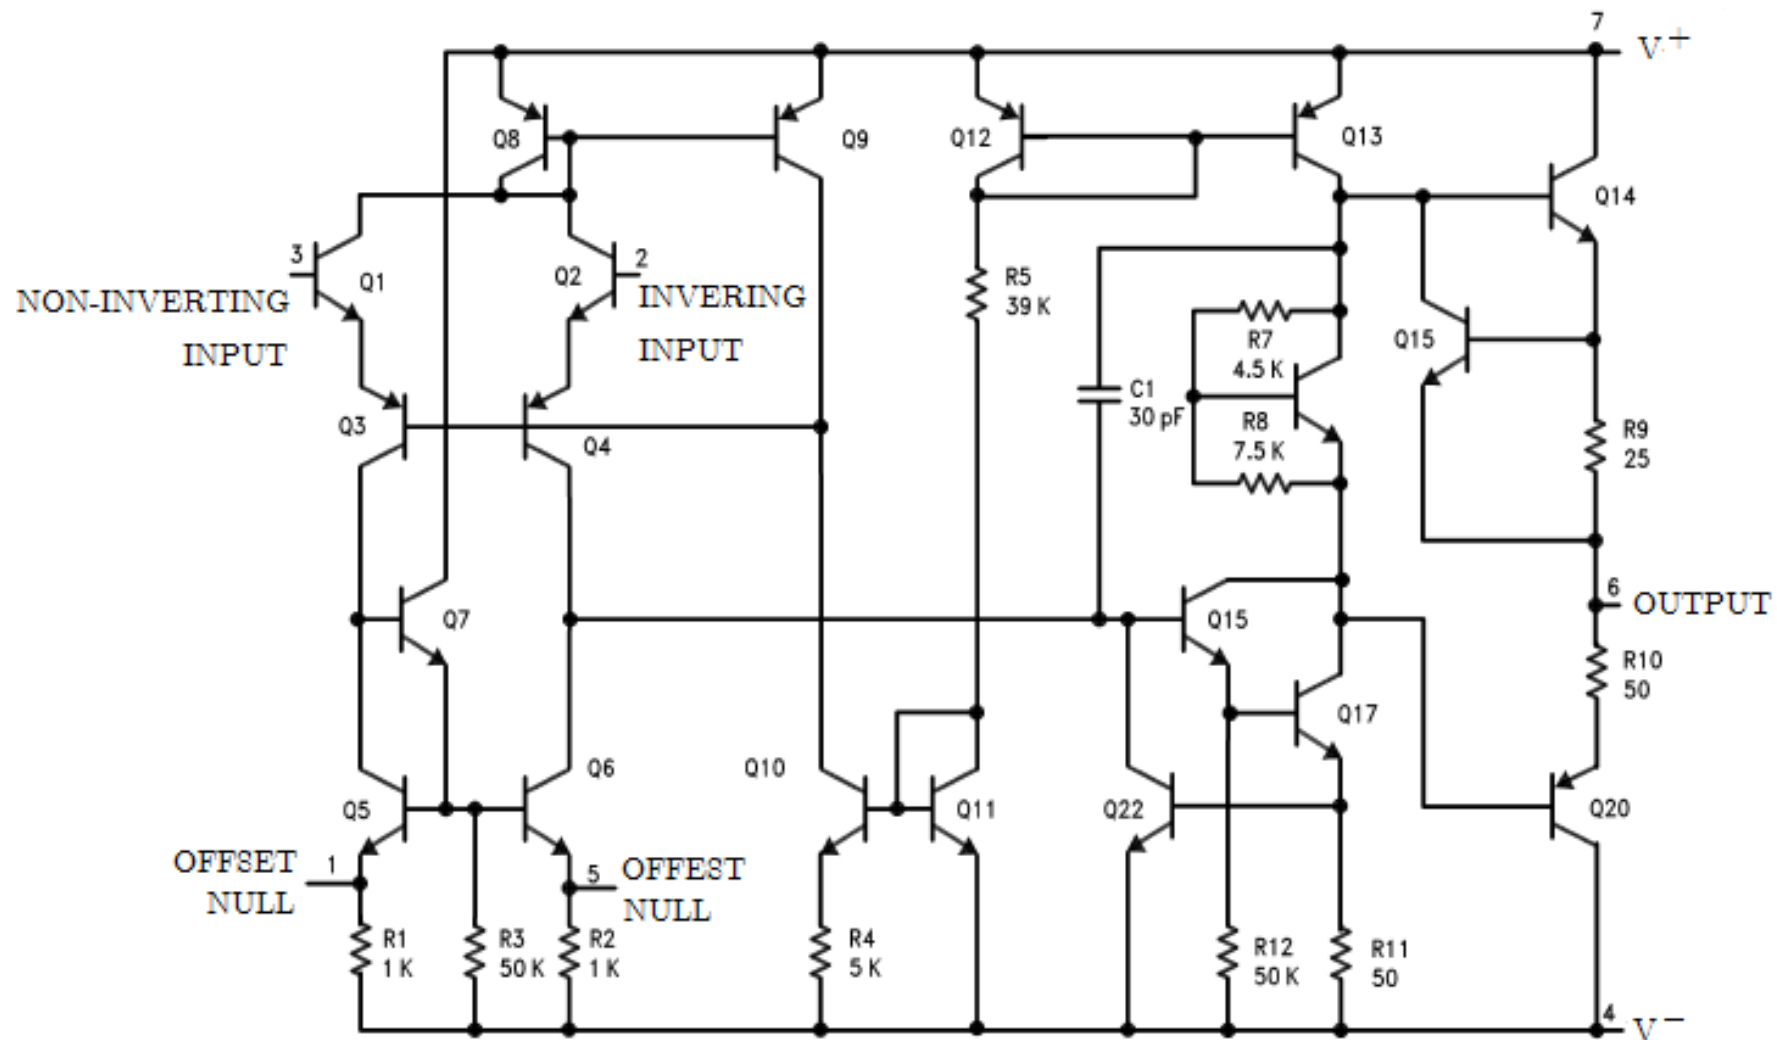 7
V+
Q8
Q9
Q12
Q13
Q14
3
Q1
Q2
2
NON-INVERTING
INPUT
INVERING
INPUT
R5
39 K
R7
4.5 K
Q15
C1
30 pF
R8
7.5 K
R9
25
Q3
Q4
Q7
Q15
6
OUTPUT
R10
50
Q17
Q5
Q6
Q10
Q11
Q22
Q20
OFFSET
NULL
1
5
OFFEST
NULL
R1
1 K
R3
50 K
R2
1 K
R4
5 K
R12
50 K
R11
50
4
V−